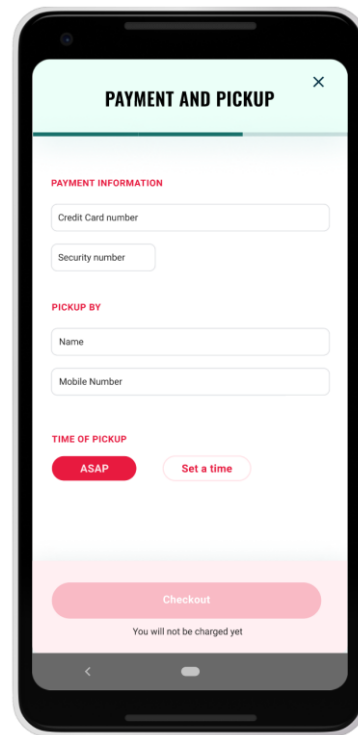 PAYMENT AND PICKUP
PAYMENT INFORMATION
Credit Card number
Security number
PICKUP BY
Name
Mobile Number
TIME OF PICKUP
ASAP Set a time
Checkout
You will not be charged yet